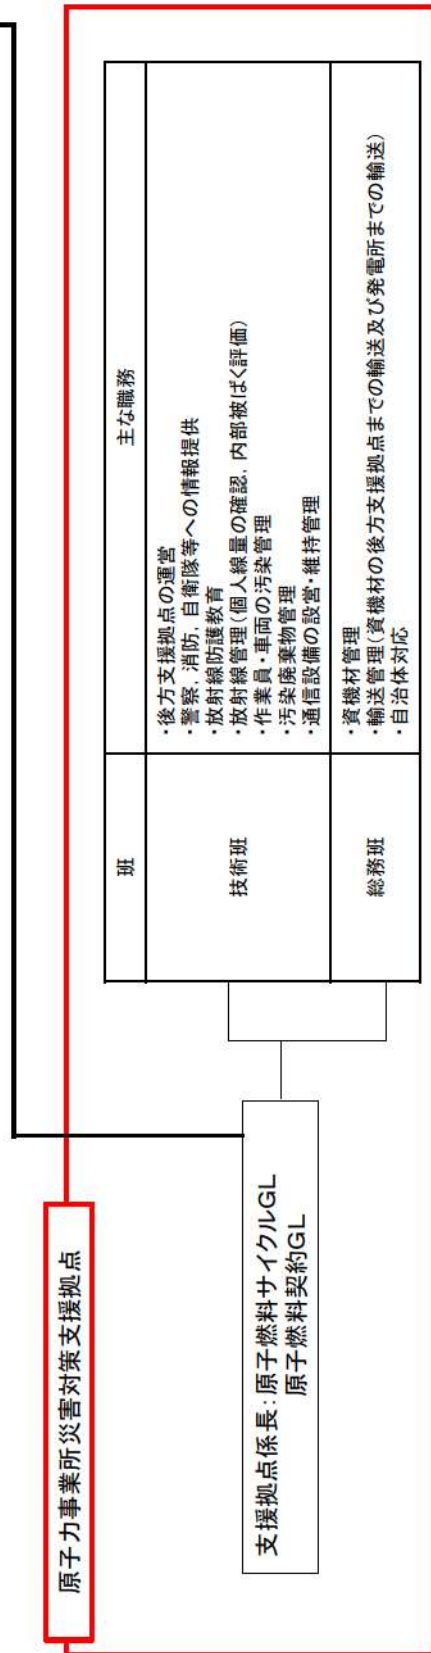 原子力事業所災害対策支援拠点
支援拠点係長:原子燃料サイクルGL
原子燃料契約GL
班
主な職務
技術班
・後方支援拠点の運営
・警察,消防,自衛隊等への情報提供
・放射線防護教育
・放射線管理(個人線量の確認,内部被ばく評価)
・作業員・車両の汚染管理
・汚染廃棄物管理
・通信設備の設営・維持管理
総務班
・資機材管理
・輸送管理(資機材の後方支援拠点までの輸送及び発電所までの輸送)
・自治体対応